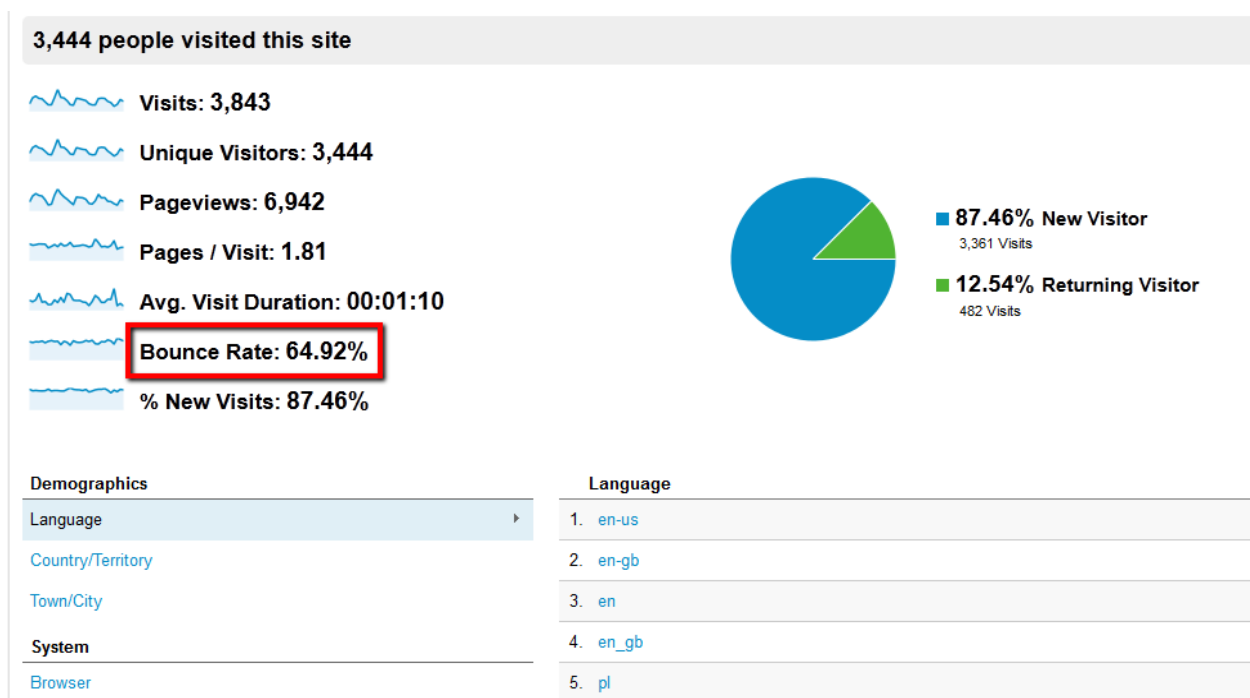 3,444 people visited this site
Visits: 3,843
Unique Visitors: 3,444
Pageviews: 6,942
Pages / Visit: 1.81
Avg. Visit Duration: 00:01:10
Bounce Rate: 64.92%
% New Visits: 87.46%
87.46% New Visitor
3,361 Visits
12.54% Returning Visitor
482 Visits
Demographics
Language
Country/Territory
Town/City
System
Browser
Language
1. en-us
2. en-gb
3. en
4. en_gb
5. pl